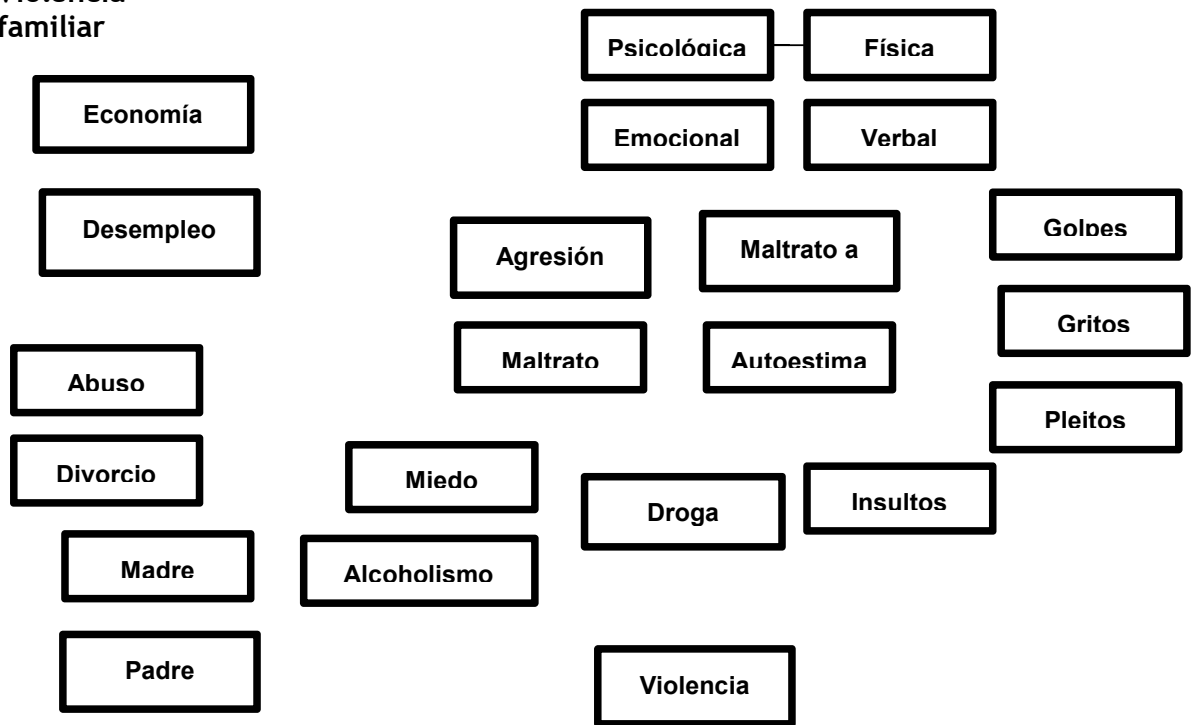 Violencia
familiar
Psicológica
Física
Economía
Emocional
Verbal
Desempleo
Golpes
Agresión
Maltrato a
Gritos
Maltrato
Autoestima
Abuso
Pleitos
Divorcio
Miedo
Droga
Insultos
Madre
Alcoholismo
Padre
Violencia